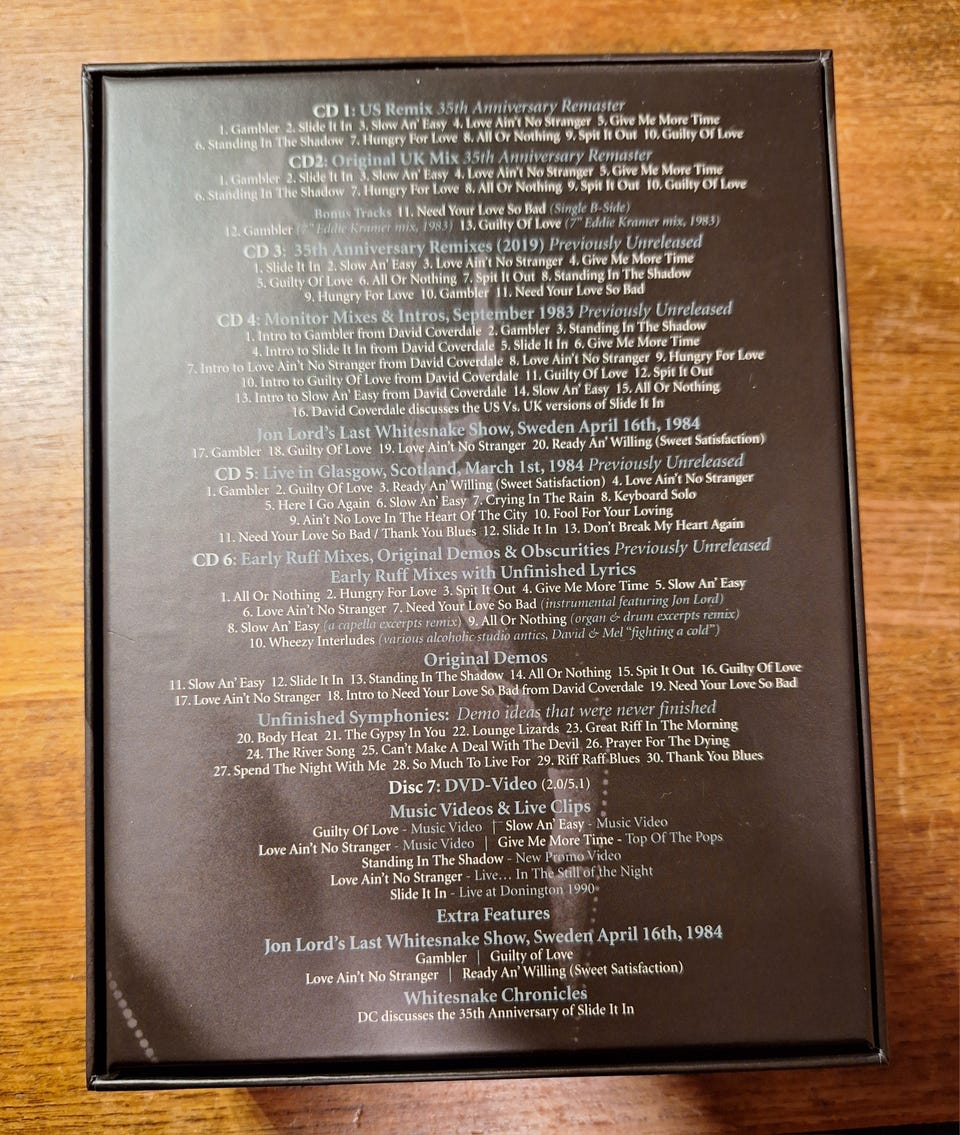 CD 1: US Remix 35th Anniversary Remaster
1. Gambler 2. Slide It In 3. Slow An' Easy 4. Love Ain't No Stranger 5. Give Me More Time
6. Standing In The Shadow 7. Hungry For Love 8. All Or Nothing 9. Spit It Out 10. Guilty Of Love
CD2: Original UK Mix 35th Anniversary Remaster
1. Gambler 2. Slide It In 3. Slow An' Easy 4. Love Ain't No Stranger 5. Give Me More Time
6. Standing In The Shadow 7. Hungry For Love 8. All Or Nothing 9. Spit It Out 10. Guilty Of Love
Bonus Tracks 11. Need Your Love So Bad (Single B-Side)
12. Gambler (7" Eddie Kramer mix, 1983) 13. Guilty Of Love (7" Eddie Kramer mix, 1983)
CD 3: 35th Anniversary Remixes (2019) Previously Unreleased
1. Slide It In 2. Slow An' Easy 3. Love Ain't No Stranger 4. Give Me More Time
5. Guilty Of Love 6. All Or Nothing 7. Spit It Out 8. Standing In The Shadow
9. Hungry For Love 10. Gambler 11. Need Your Love So Bad
CD 4: Monitor Mixes & Intros, September 1983 Previously Unreleased
1. Intro to Gambler from David Coverdale 2. Gambler 3. Standing In The Shadow
4. Intro to Slide It In from David Coverdale 5. Slide It In 6. Give Me More Time
7. Intro to Love Ain't No Stranger from David Coverdale 8. Love Ain't No Stranger 9. Hungry For Love
10. Intro to Guilty Of Love from David Coverdale 11. Guilty Of Love 12. Spit It Out
13. Intro to Slow An' Easy from David Coverdale 14. Slow An' Easy 15. All Or Nothing
16. David Coverdale discusses the US Vs. UK versions of Slide It In
Jon Lord's Last Whitesnake Show, Sweden April 16th, 1984
17. Gambler 18. Guilty Of Love 19. Love Ain't No Stranger 20. Ready An' Willing (Sweet Satisfaction)
CD 5: Live in Glasgow, Scotland, March 1st, 1984 Previously Unreleased
1. Gambler 2. Guilty Of Love 3. Ready An' Willing (Sweet Satisfaction) 4. Love Ain't No Stranger
5. Here I Go Again 6. Slow An' Easy 7. Crying In The Rain 8. Keyboard Solo
9. Ain't No Love In The Heart Of The City 10. Fool For Your Loving
11. Need Your Love So Bad / Thank You Blues 12. Slide It In 13. Don't Break My Heart Again
CD 6: Early Ruff Mixes, Original Demos & Obscurities Previously Unreleased
Early Ruff Mixes with Unfinished Lyrics
1. All Or Nothing 2. Hungry For Love 3. Spit It Out 4. Give Me More Time 5. Slow An' Easy
6. Love Ain't No Stranger 7. Need Your Love So Bad (instrumental featuring Jon Lord)
8. Slow An' Easy (a capella excerpts remix) 9. All Or Nothing (organ & drum excerpts remix)
10. Wheezy Interludes (various alcoholic studio antics, David & Mel "fighting a cold")
Original Demos
11. Slow An' Easy 12. Slide It In 13. Standing In The Shadow 14. All Or Nothing 15. Spit It Out 16. Guilty Of Love
17. Love Ain't No Stranger 18. Intro to Need Your Love So Bad from David Coverdale 19. Need Your Love So Bad
Unfinished Symphonies: Demo ideas that were never finished
20. Body Heat 21. The Gypsy In You 22. Lounge Lizards 23. Great Riff In The Morning
24. The River Song 25. Can't Make A Deal With The Devil 26. Prayer For The Dying
27. Spend The Night With Me 28. So Much To Live For 29. Riff Raff Blues 30. Thank You Blues
Disc 7: DVD-Video (2.0/5.1)
Music Videos & Live Clips
Guilty Of Love - Music Video | Slow An' Easy - Music Video
Love Ain't No Stranger - Music Video | Give Me More Time - Top Of The Pops
Standing In The Shadow - New Promo Video
Love Ain't No Stranger - Live... In The Still of the Night
Slide It In - Live at Donington 1990
Extra Features
Jon Lord's Last Whitesnake Show, Sweden April 16th, 1984
Gambler | Guilty of Love
Love Ain't No Stranger | Ready An' Willing (Sweet Satisfaction)
Whitesnake Chronicles
DC discusses the 35th Anniversary of Slide It In